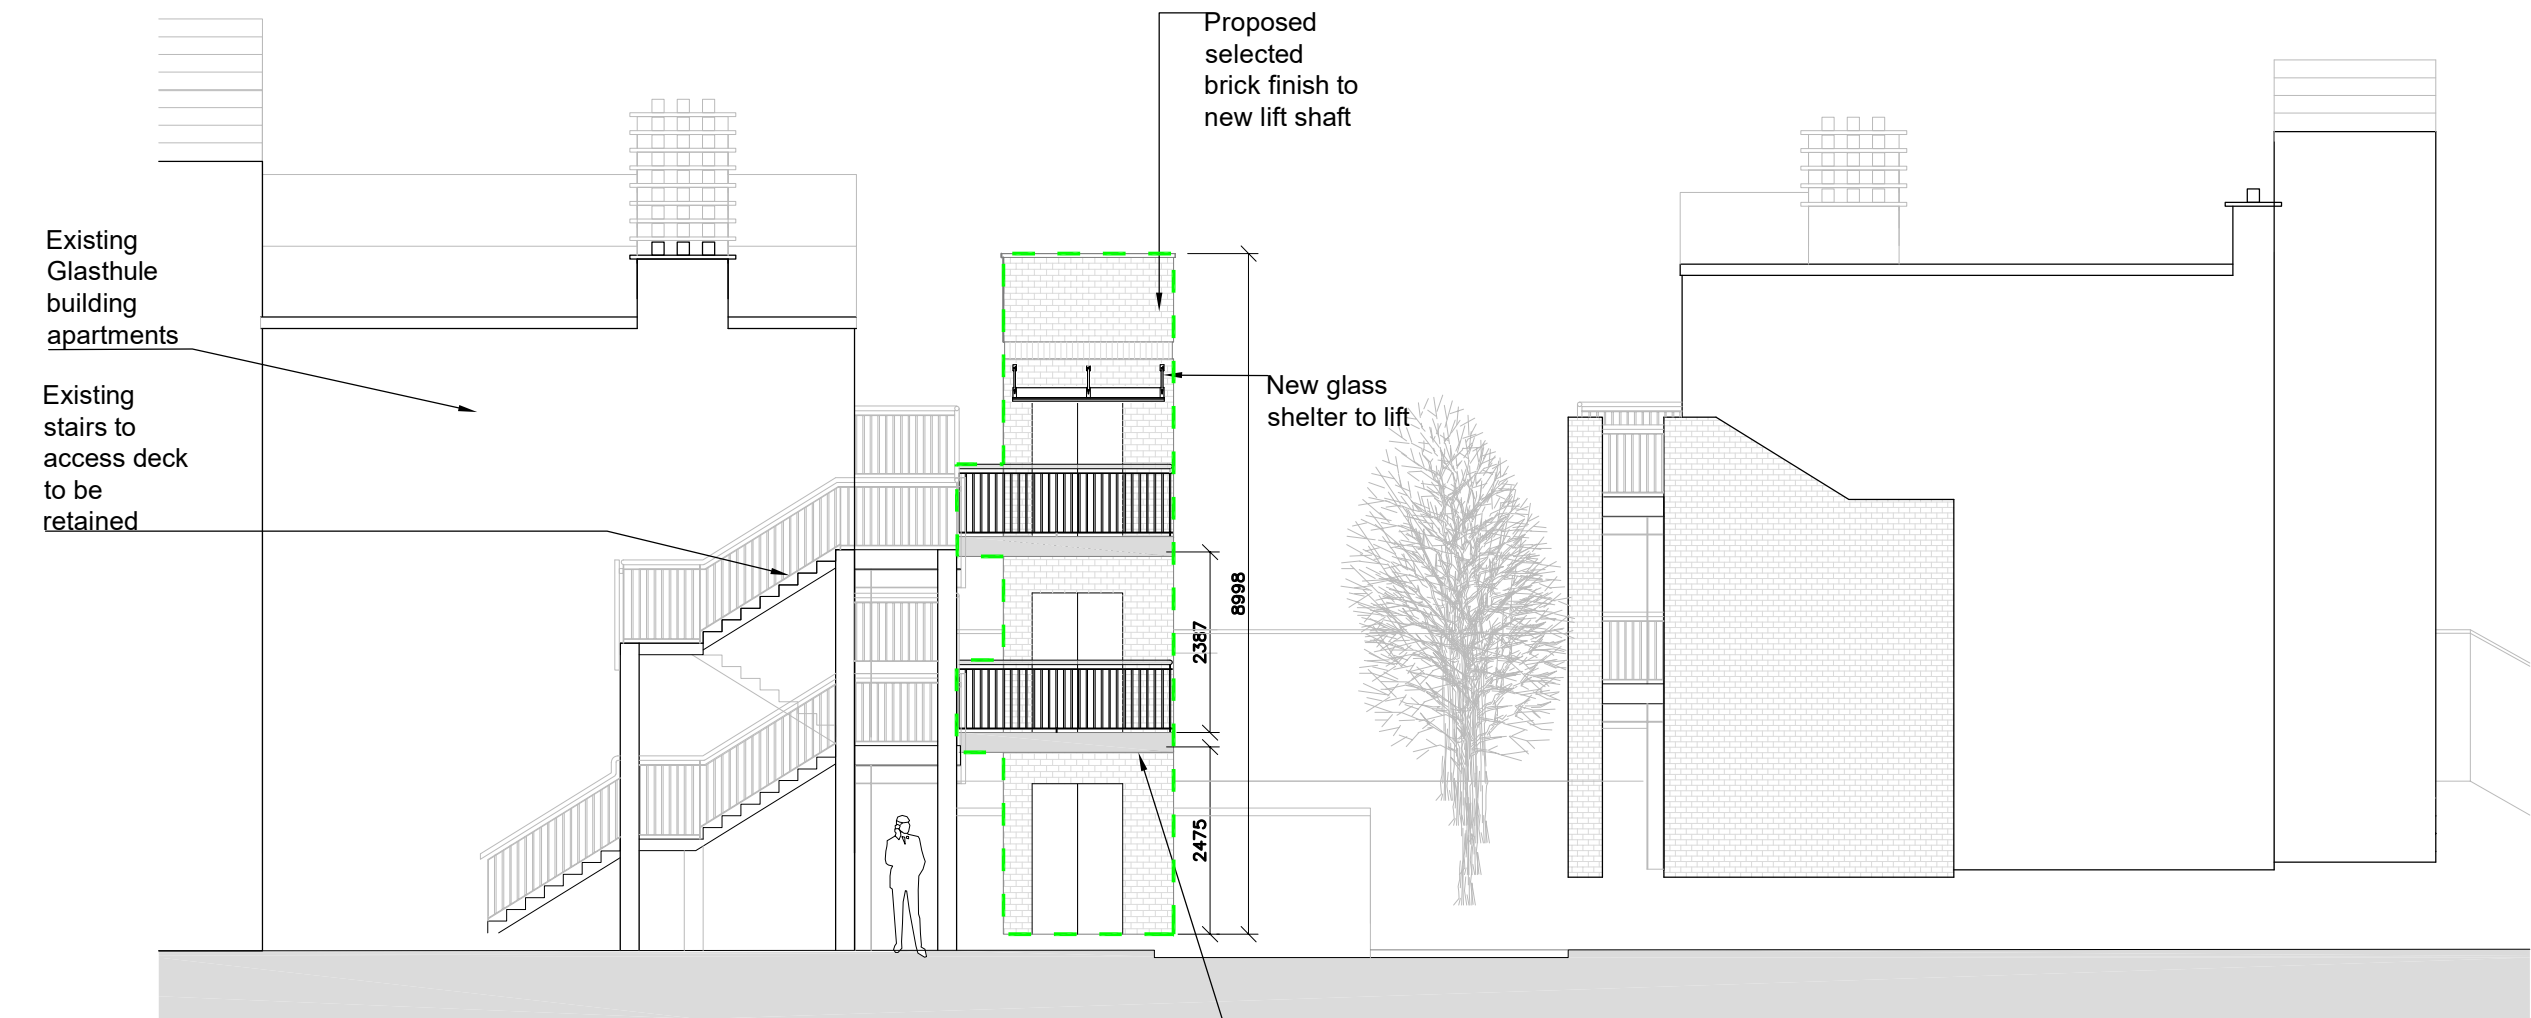 Proposed
selected
brick finish to
new lift shaft
Existing
Glasthule
building
apartments
Existing
stairs to
access deck
to be
retained
New glass
shelter to lift
8998
2387
2475